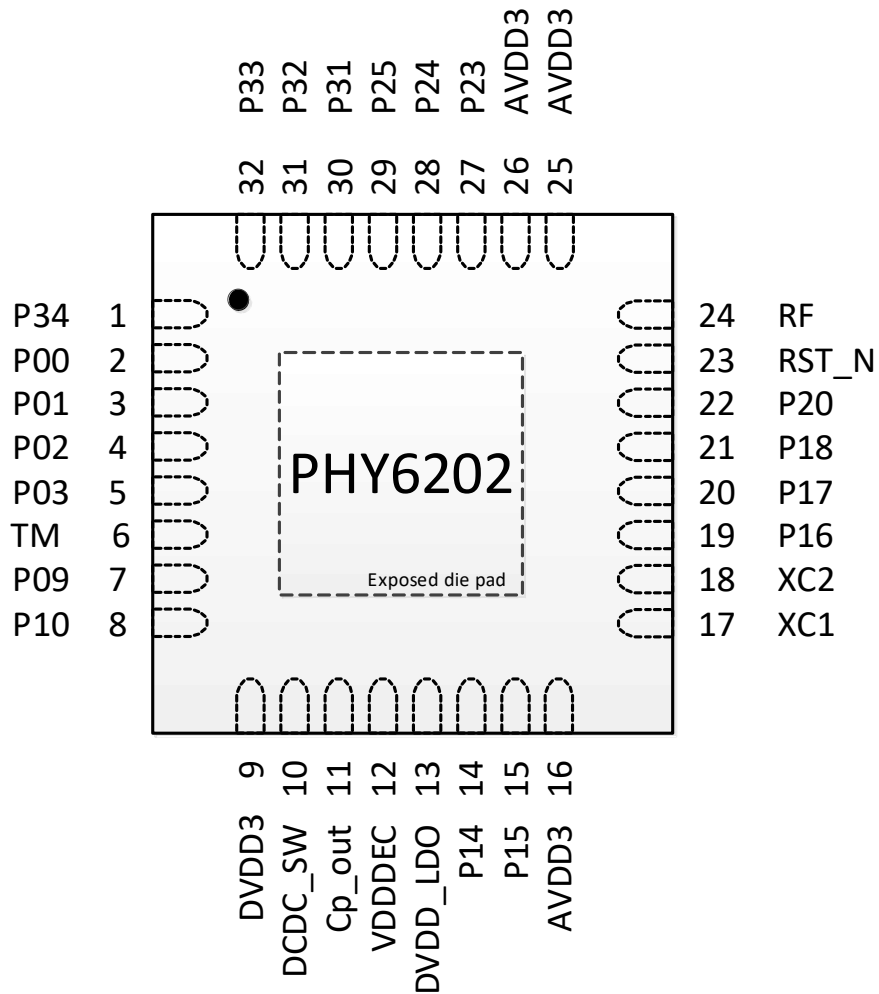 P33 P32 P31 P25 P24 P23 AVDD3 AVDD3
32 31 30 29 28 27 26 25
P34 1
P00 2
P01 3
P02 4
P03 5
TM 6
P09 7
P10 8
PHY6202
Exposed die pad
24 RF
23 RST_N
22 P20
21 P18
20 P17
19 P16
18 XC2
17 XC1
9 10 11 12 13 14 15 16
DVDD3 DCDC_SW Cp_out VDDDEC DVDD_LDO P14 P15 AVDD3